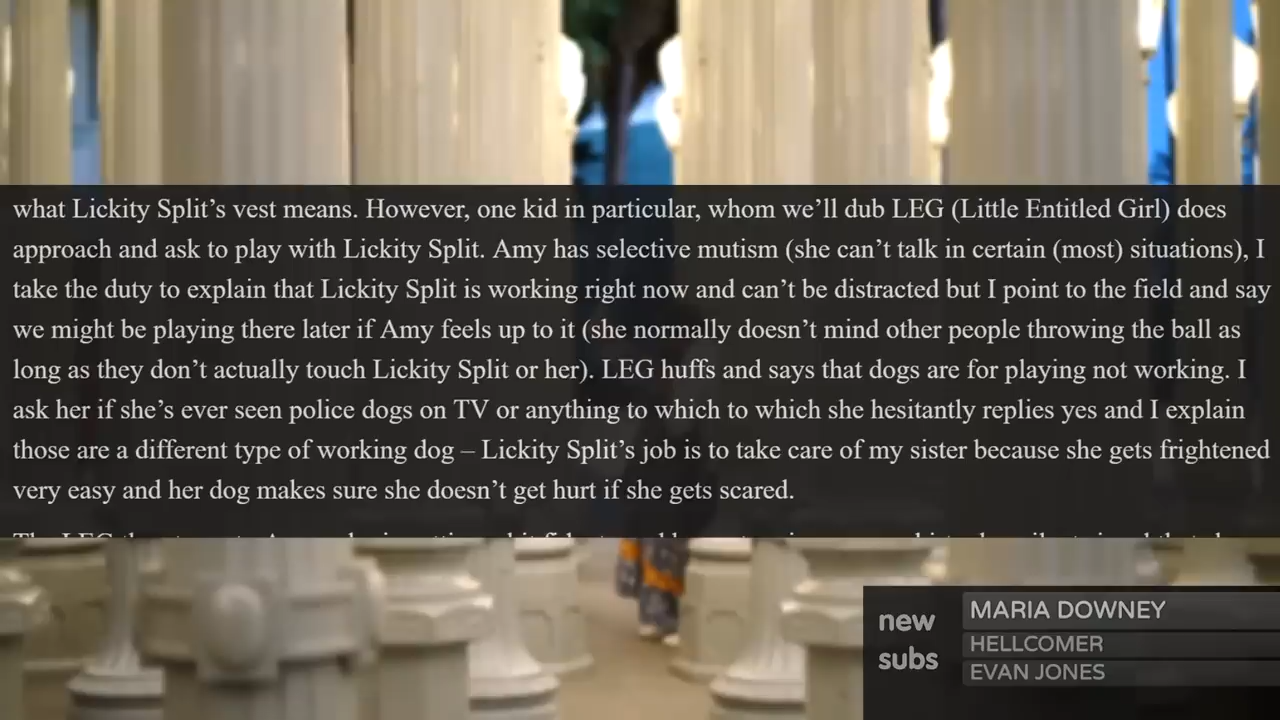 what Lickity Split’s vest means. However, one kid in particular, whom we’ll dub LEG (Little Entitled Girl) does
approach and ask to play with Lickity Split. Amy has selective mutism (she can’t talk in certain (most) situations), I
take the duty to explain that Lickity Split is working right now and can’t be distracted but I point to the field and say
we might be playing there later if Amy feels up to it (she normally doesn’t mind other people throwing the ball as
long as they don’t actually touch Lickity Split or her). LEG huffs and says that dogs are for playing not working. I
ask her if she’s ever seen police dogs on TV or anything to which to which she hesitantly replies yes and I explain
those are a different type of working dog – Lickity Split’s job is to take care of my sister because she gets frightened
very easy and her dog makes sure she doesn’t get hurt if she gets scared.
new
subs
MARIA DOWNEY
HELLCOMER
EVAN JONES